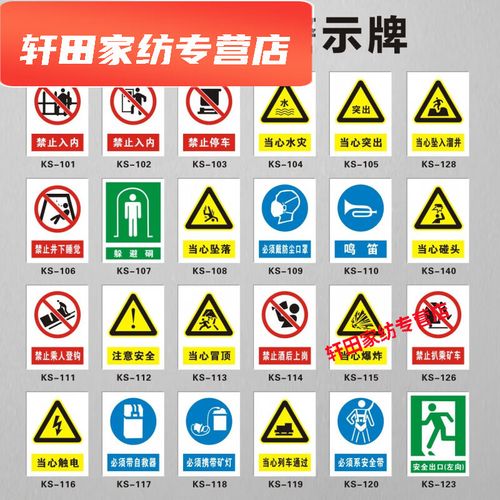 轩田家纺专营店
示牌
禁止入内 禁止入内 禁止停车 当心水灾 当心突出 当心坠入溜井
水 突出
KS-101 KS-102 KS-103 KS-104 KS-105 KS-128
禁止井下睡觉 躲避硐 当心坠落 必须戴防尘口罩 鸣笛 当心碰头
KS-106 KS-107 KS-108 KS-109 KS-110 KS-140
轩田家纺专营店
禁止乘人登钩 注意安全 当心冒顶 禁止酒后上岗 当心爆炸 禁止扒乘矿车
KS-111 KS-112 KS-113 KS-114 KS-115 KS-126
当心触电 必须带自救器 必须携带矿灯 当心列车通过 必须系安全带 安全出口(左向)
KS-116 KS-117 KS-118 KS-119 KS-120 KS-123